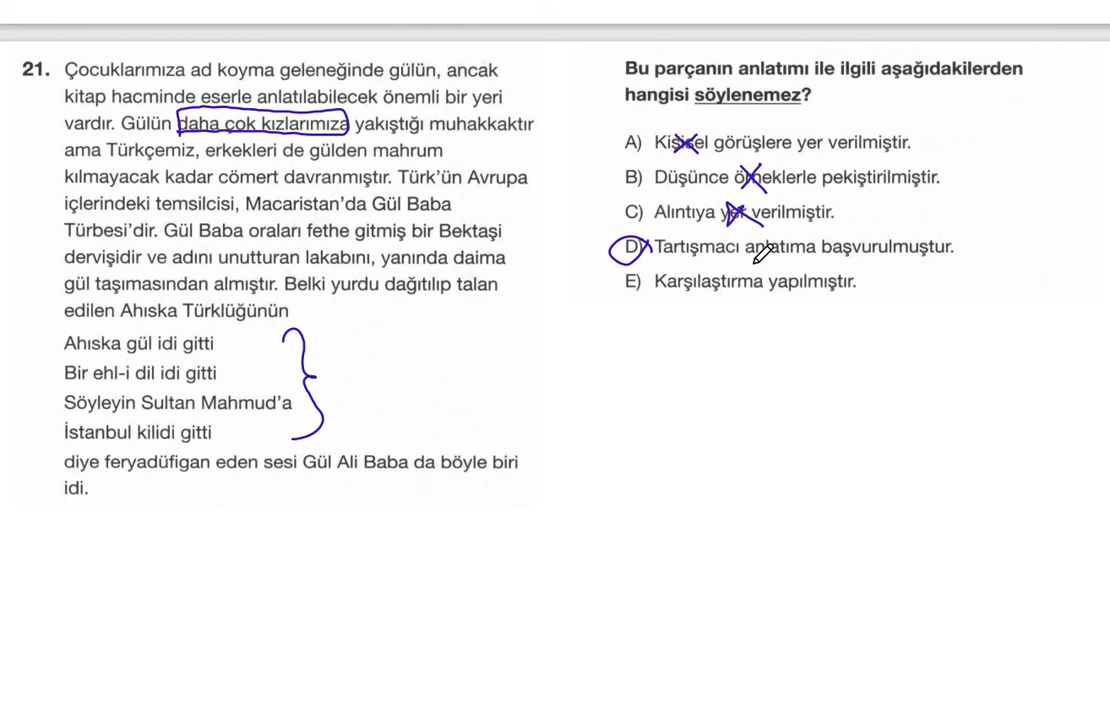 21. Çocuklarımıza ad koyma geleneğinde gülün, ancak
kitap hacminde eserle anlatılabilecek önemli bir yeri
vardır. Gülün daha çok kızlarımıza yakıştığı muhakkaktır
ama Türkçemiz, erkekleri de gülden mahrum
kılmayacak kadar cömert davranmıştır. Türk’ün Avrupa
içlerindeki temsilcisi, Macaristan’da Gül Baba
Türbesi’dir. Gül Baba oraları fethe gitmiş bir Bektaşi
dervişidir ve adını unutturan lakabını, yanında daima
gül taşımasından almıştır. Belki yurdu dağıtılıp talan
edilen Ahıska Türklüğünün
Ahıska gül idi gitti
Bir ehl-i dil idi gitti
Söyleyin Sultan Mahmud’a
İstanbul kilidi gitti
diye feryadüfigan eden sesi Gül Ali Baba da böyle biri
idi.
Bu parçanın anlatımı ile ilgili aşağıdakilerden
hangisi söylenemez?
A) Kişisel görüşlere yer verilmiştir.
B) Düşünce örneklerle pekiştirilmiştir.
C) Alıntıya yer verilmiştir.
D) Tartışmacı anlatıma başvurulmuştur.
E) Karşılaştırma yapılmıştır.